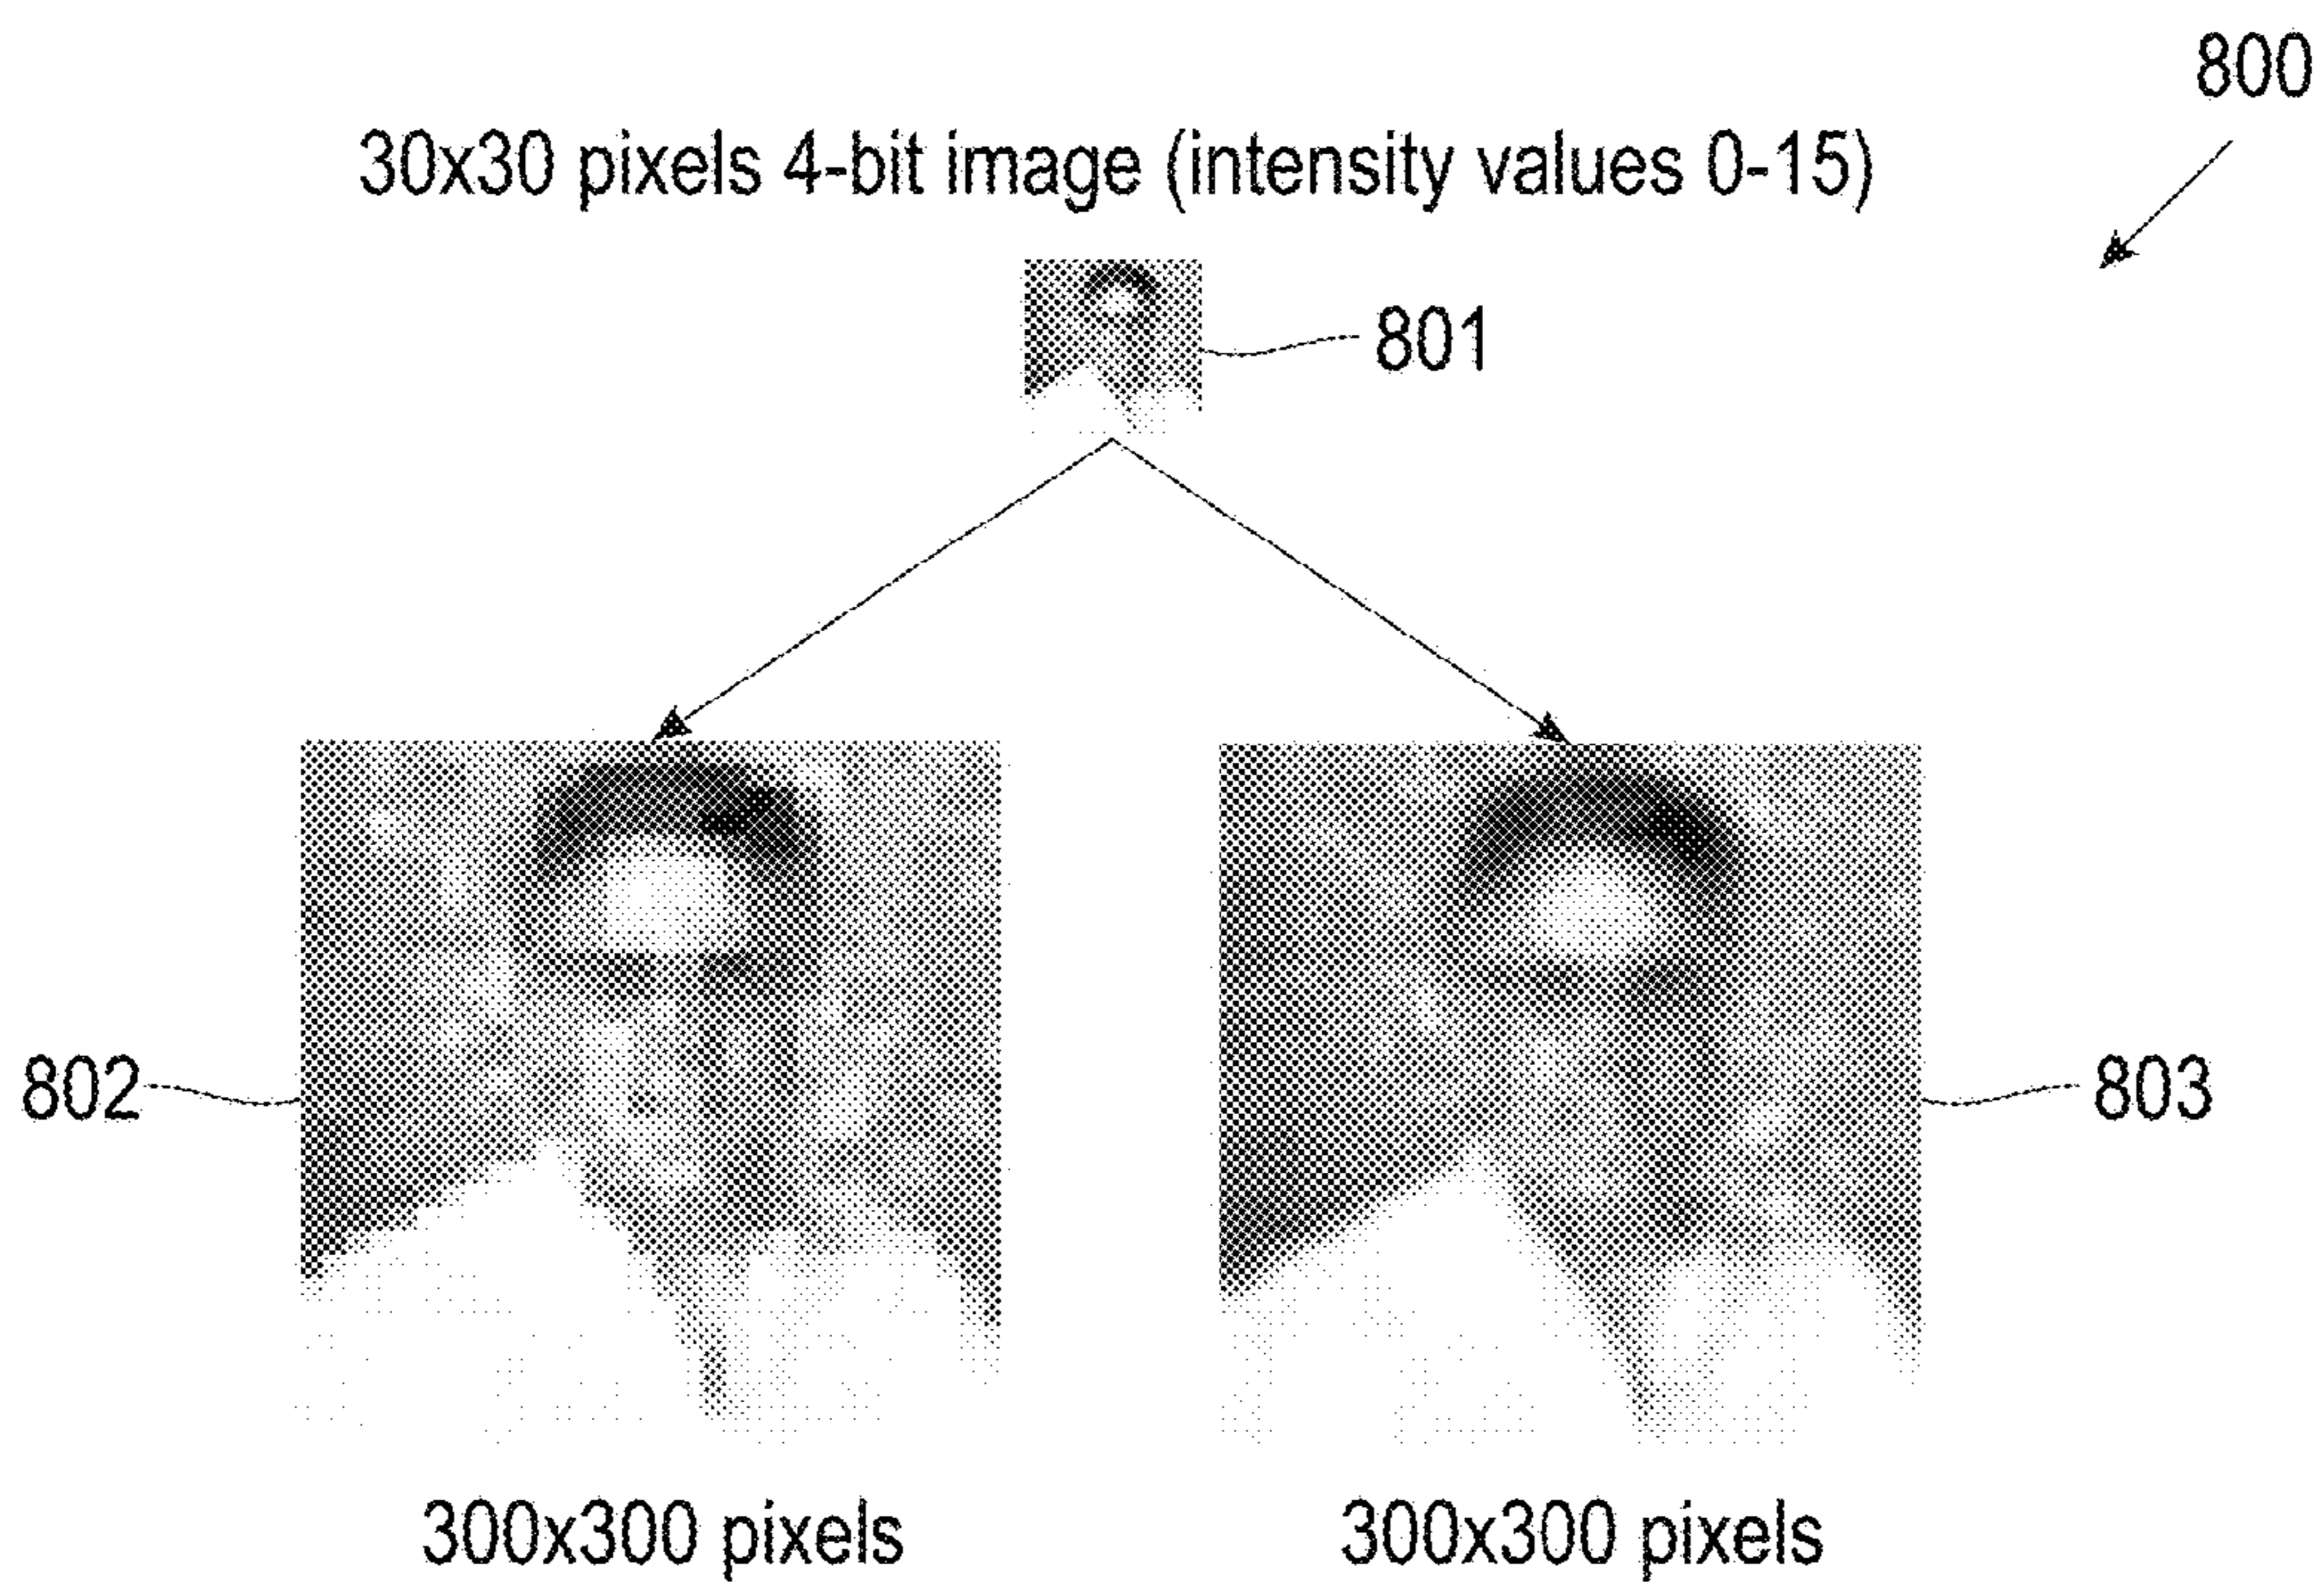 800
30x30 pixels 4-bit image (intensity values 0-15)
801
802
803
300x300 pixels
300x300 pixels